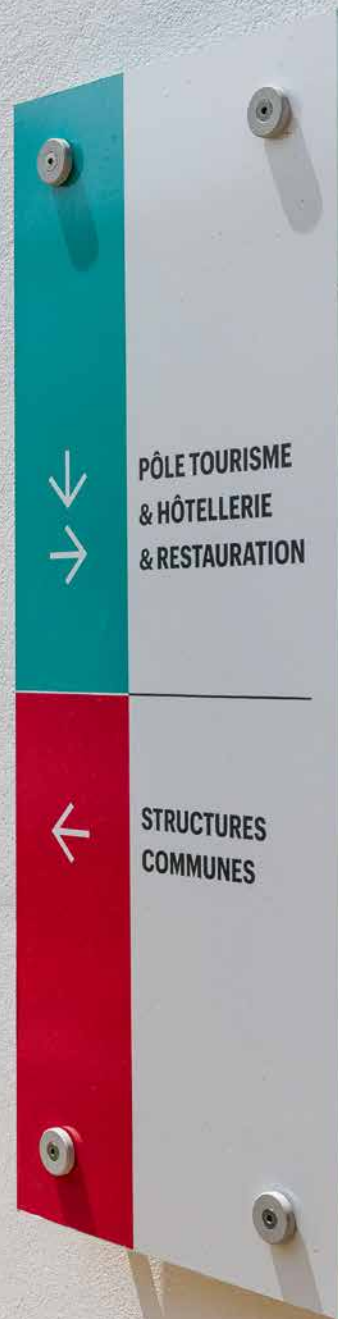 PÔLE TOURISME
& HÔTELLERIE
& RESTAURATION
STRUCTURES
COMMUNES